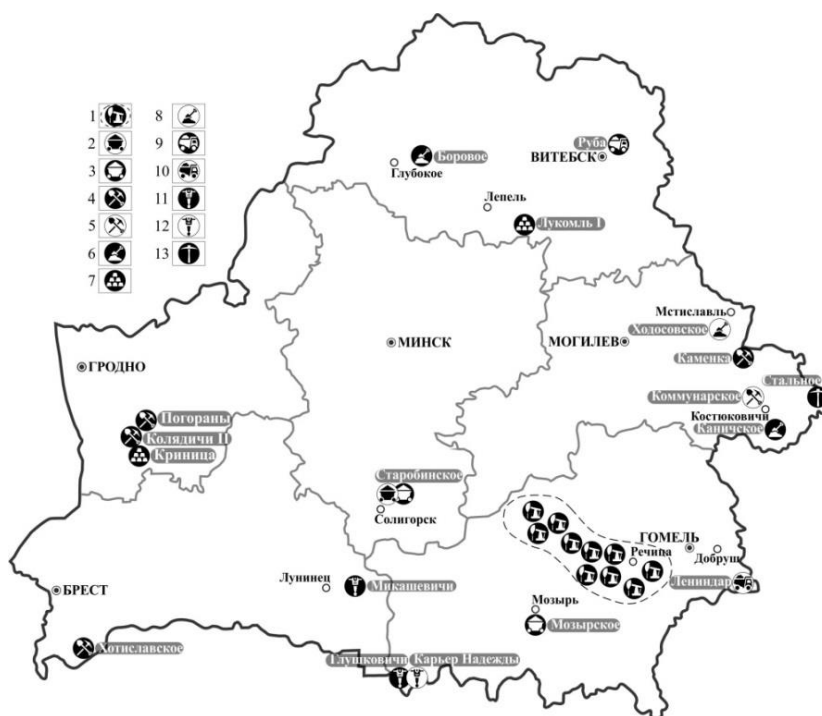 1 8
2 9
3 10
4 11
5 12
6 13
7
Боровое
Глубокое
Руба
ВИТЕБСК
Лепель
Лукомль I
Мстиславль
Ходосовское
МИНСК
МОГИЛЕВ
Каменка
ГРОДНО
Стальное
Коммунарское
Костюковичи
Каничское
Погораны
Колядичи II
Криница
Старобинское
Солигорск
ГОМЕЛЬ
Речица
Добруш
Лунинец
Микашевичи
Лениндар
БРЕСТ
Мозырь
Мозырское
Хотиславское
Глушковичи Карьер Надежды